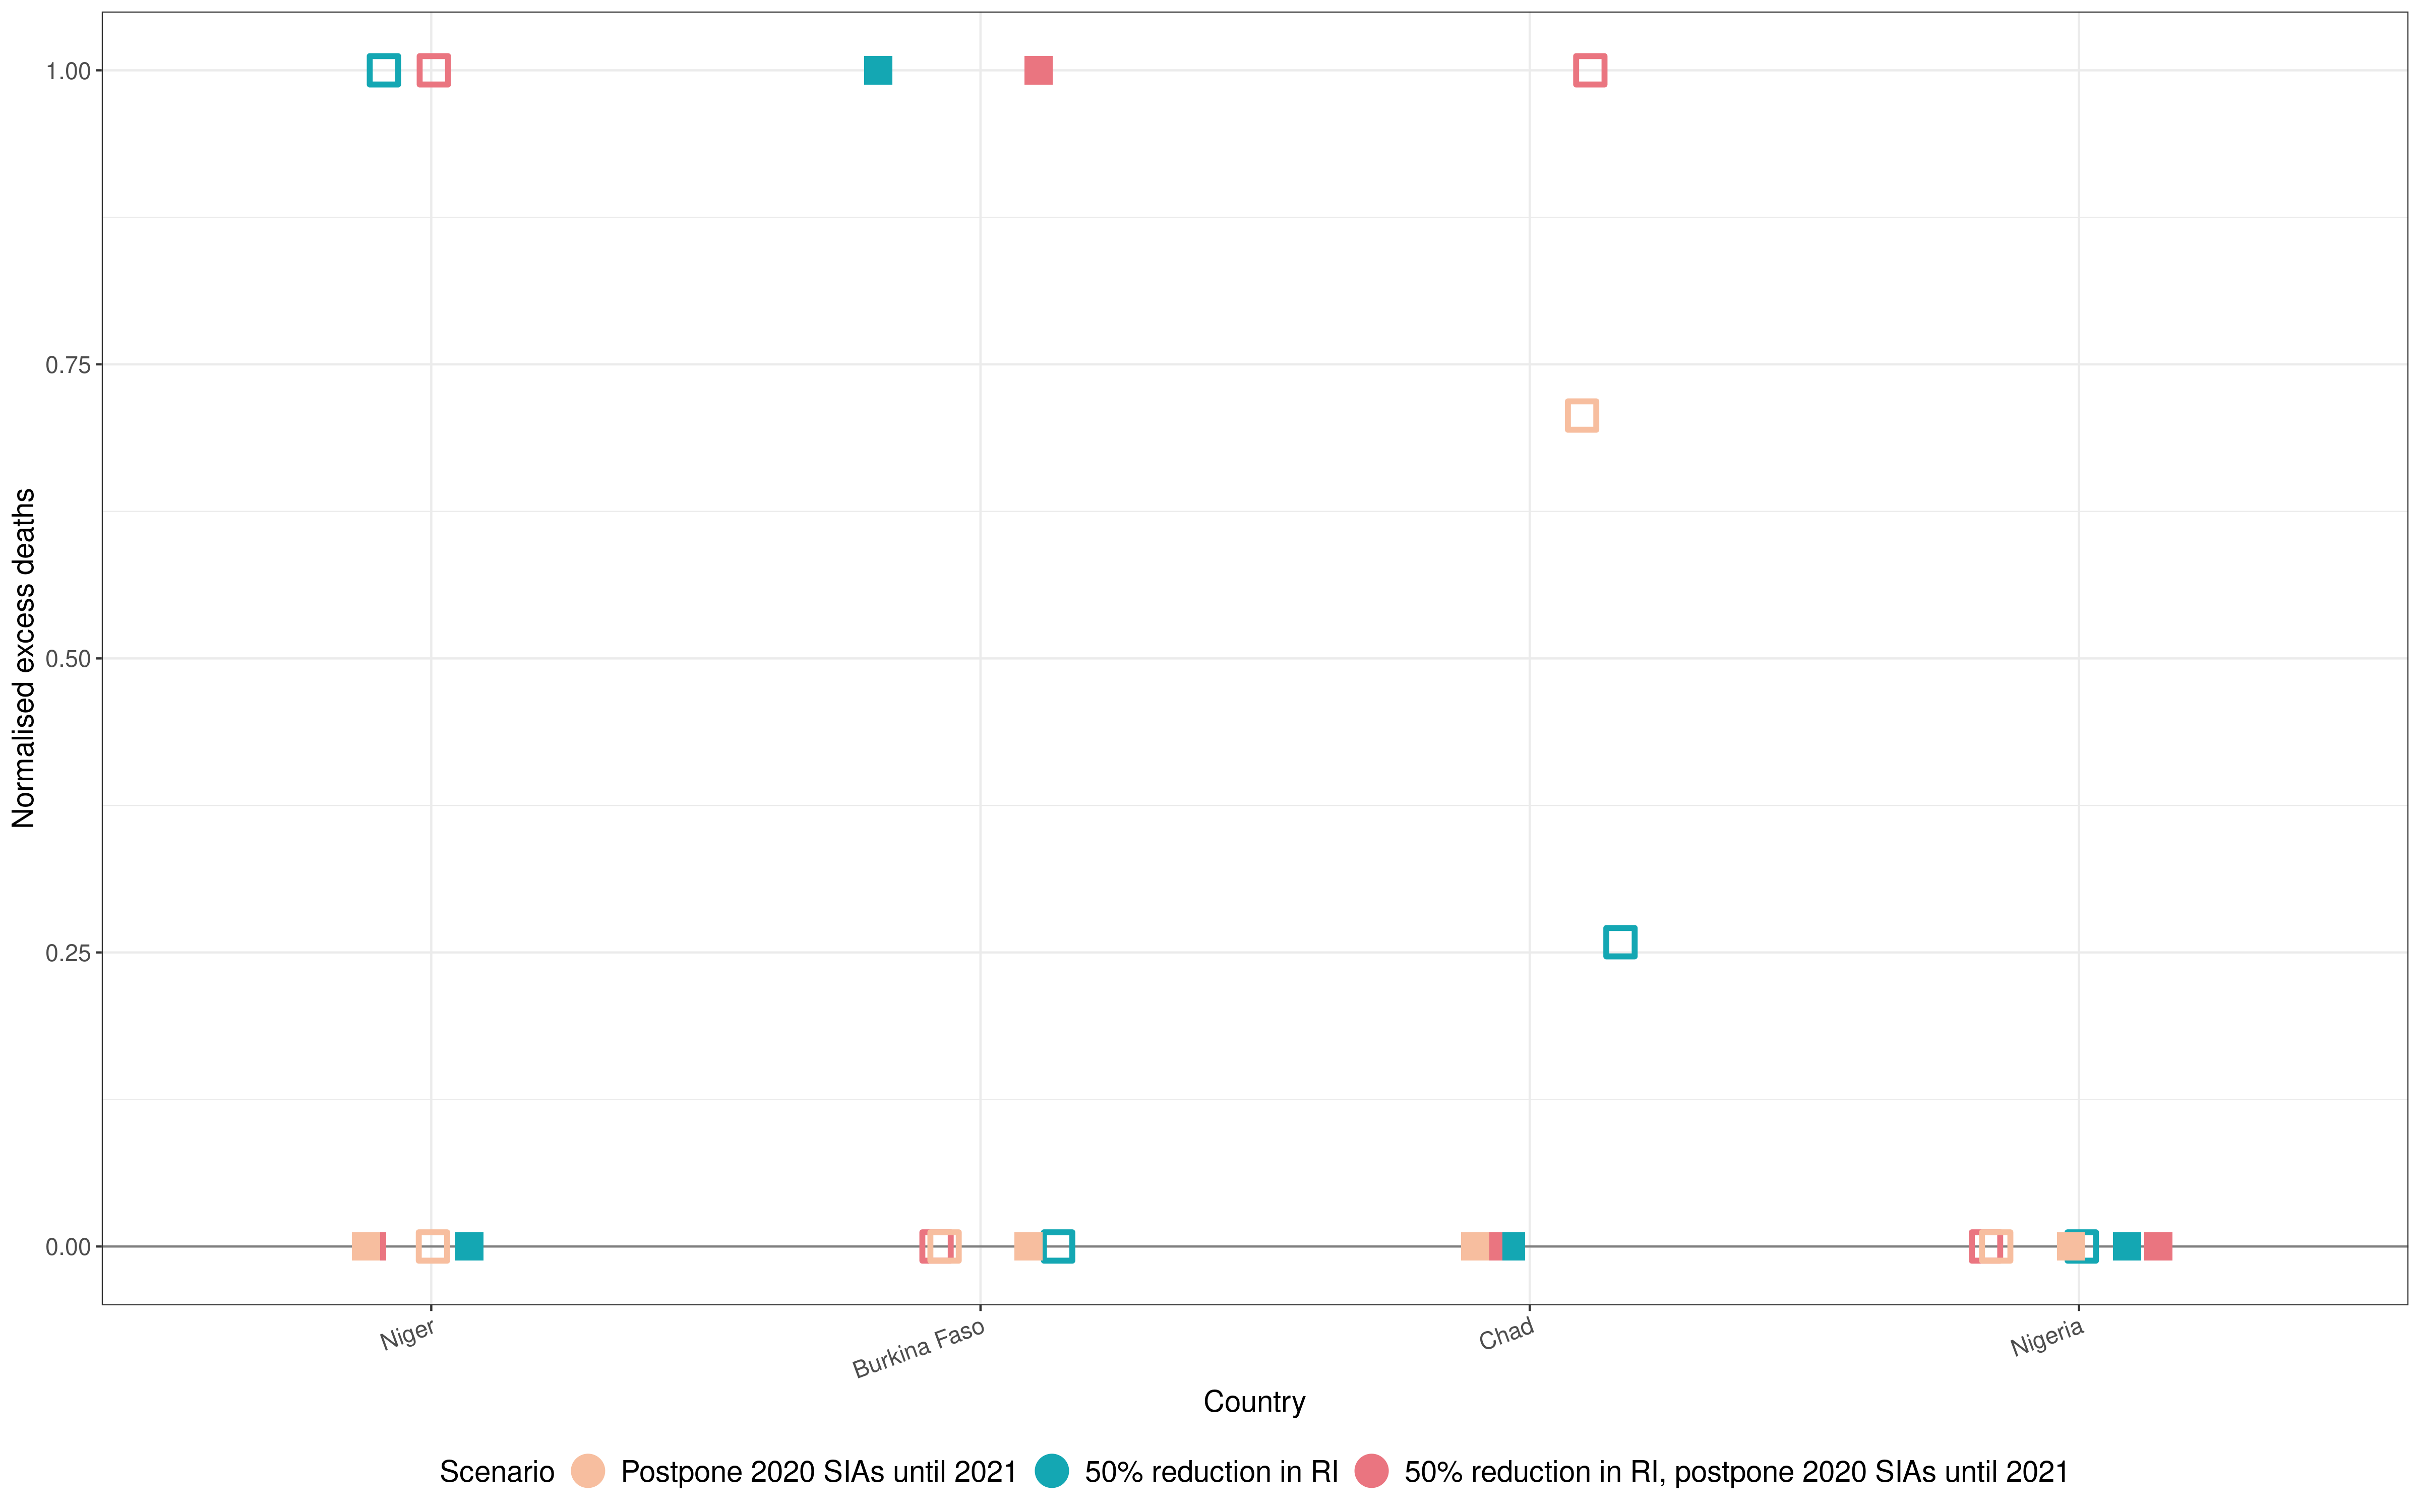 Normalised excess deaths
1.00
0.75
0.50
0.25
0.00
Niger
Burkina Faso
Chad
Nigeria
Country
Scenario Postpone 2020 SIAs until 2021 50% reduction in RI 50% reduction in RI, postpone 2020 SIAs until 2021